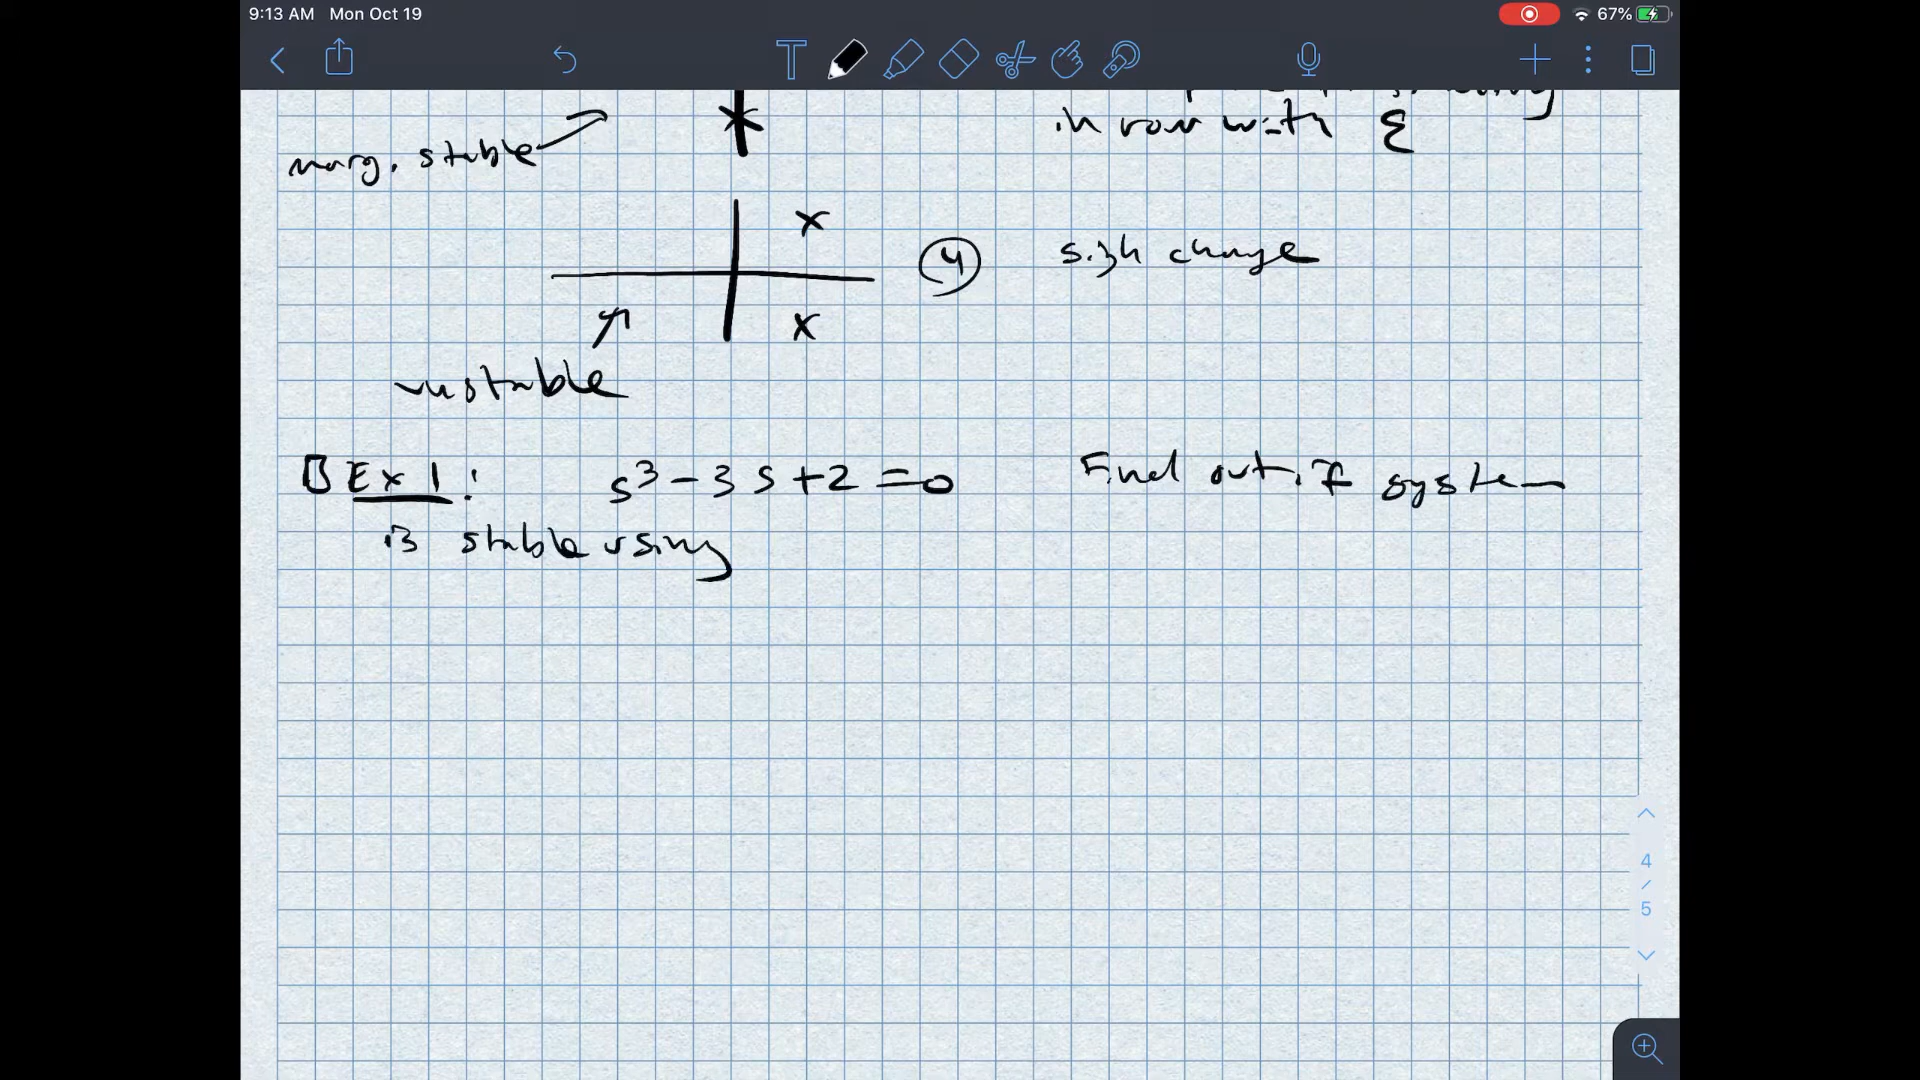 9:13 AM Mon Oct 19
67%
T
in row with ε
marg. stable
4
sign change
unstable
Ex 1: s³ - 3s + 2 = 0 Find out if system
is stable using
4
/
5